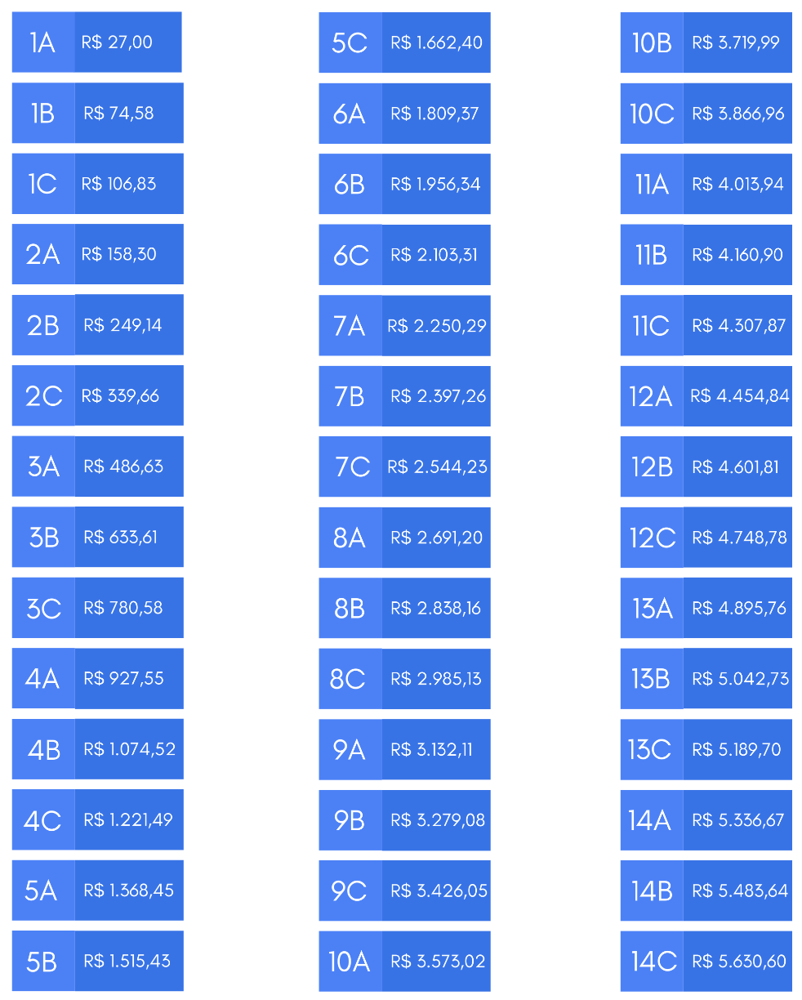 1A R$ 27,00
1B R$ 74,58
1C R$ 106,83
2A R$ 158,30
2B R$ 249,14
2C R$ 339,66
3A R$ 486,63
3B R$ 633,61
3C R$ 780,58
4A R$ 927,55
4B R$ 1.074,52
4C R$ 1.221,49
5A R$ 1.368,45
5B R$ 1.515,43
5C R$ 1.662,40
6A R$ 1.809,37
6B R$ 1.956,34
6C R$ 2.103,31
7A R$ 2.250,29
7B R$ 2.397,26
7C R$ 2.544,23
8A R$ 2.691,20
8B R$ 2.838,16
8C R$ 2.985,13
9A R$ 3.132,11
9B R$ 3.279,08
9C R$ 3.426,05
10A R$ 3.573,02
10B R$ 3.719,99
10C R$ 3.866,96
11A R$ 4.013,94
11B R$ 4.160,90
11C R$ 4.307,87
12A R$ 4.454,84
12B R$ 4.601,81
12C R$ 4.748,78
13A R$ 4.895,76
13B R$ 5.042,73
13C R$ 5.189,70
14A R$ 5.336,67
14B R$ 5.483,64
14C R$ 5.630,60